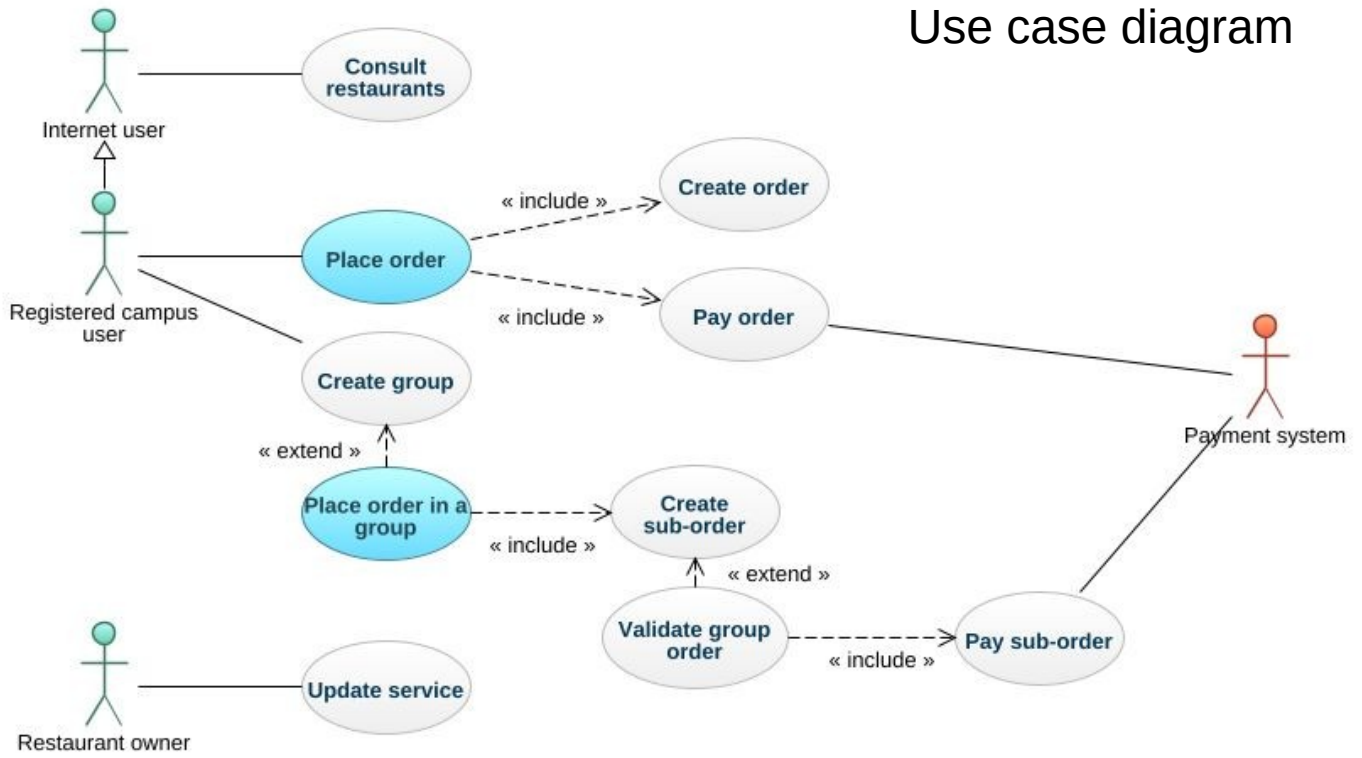 Use case diagram
Consult
restaurants
Internet user
« include »
Create order
Place order
Registered campus
user
« include »
Pay order
Create group
« extend »
Payment system
Place order in a
group
« include »
Create
sub-order
« extend »
Validate group
order
« include »
Pay sub-order
Update service
Restaurant owner